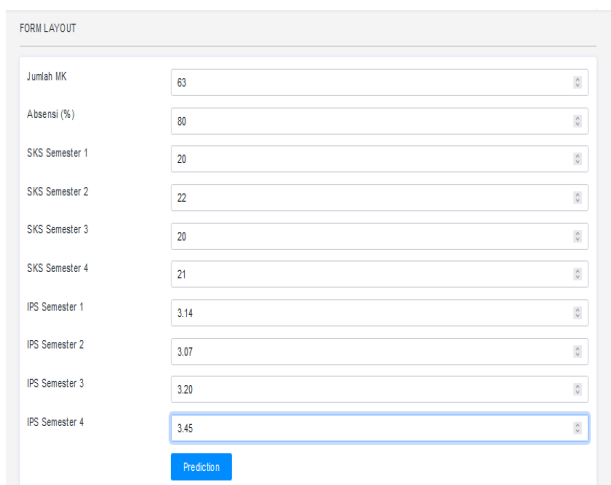 FORM LAYOUT
Jumlah MK 63
Absensi (%) 80
SKS Semester 1 20
SKS Semester 2 22
SKS Semester 3 20
SKS Semester 4 21
IPS Semester 1 3.14
IPS Semester 2 3.07
IPS Semester 3 3.20
IPS Semester 4 3.45
Prediction